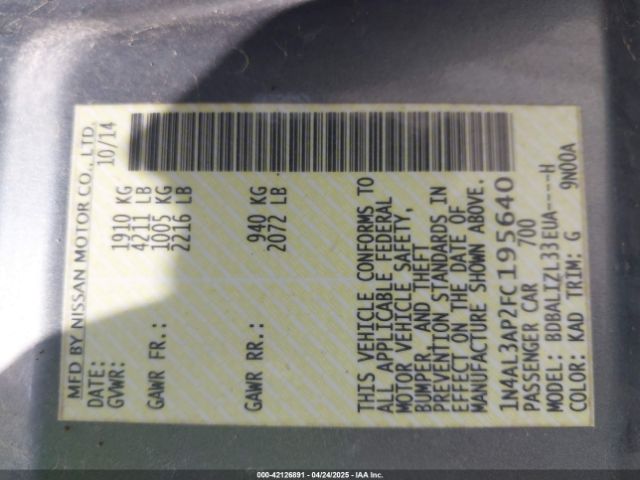 MFD BY NISSAN MOTOR CO., LTD.
DATE: 10/14
GVWR: 1910 KG
4211 LB
GAWR FR.: 1005 KG
2216 LB
GAWR RR.: 940 KG
2072 LB
THIS VEHICLE CONFORMS TO
ALL APPLICABLE FEDERAL
MOTOR VEHICLE SAFETY,
BUMPER, AND THEFT
PREVENTION STANDARDS IN
EFFECT ON THE DATE OF
MANUFACTURE SHOWN ABOVE.
1N4AL3AP2FC195640
PASSENGER CAR 700
MODEL: BDBALIZL33EUA----H
COLOR: KAD TRIM: G 9N00A
000-42126891 - 04/24/2025 - IAA Inc.